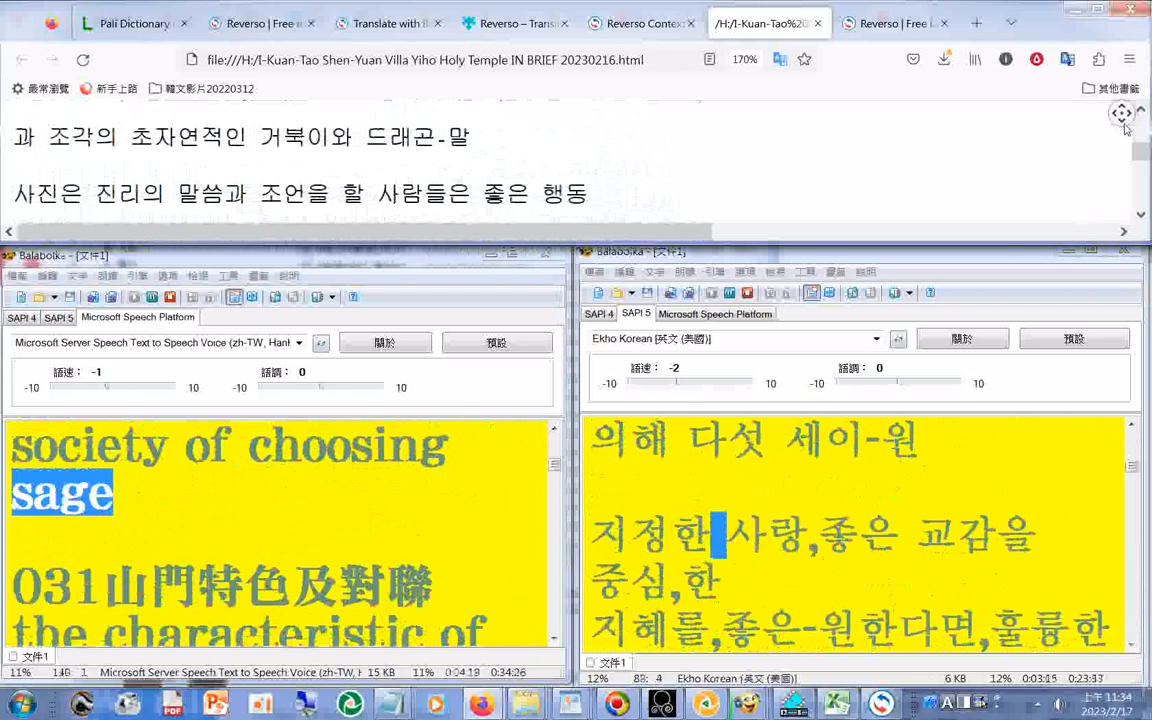 Pali Dictionary
Reverso | Free
Translate with
Reverso – Trans
Reverso Context
/H:/I-Kuan-Tao%20
Reverso | Free
file:///H:/I-Kuan-Tao Shen-Yuan Villa Yiho Holy Temple IN BRIEF 20230216.html
170%
最常瀏覽 新手上路 韓文影片20220312
其他書籤
과 조각의 초자연적인 거북이와 드래곤-말
사진은 진리의 말씀과 조언을 할 사람들은 좋은 행동
Balabolka - [文件1]
SAPI 4 SAPI 5 Microsoft Speech Platform
Microsoft Server Speech Text to Speech Voice (zh-TW, Hanl
關於
預設
語速: -1
語調: 0
-10 10 -10 10
society of choosing
sage
031山門特色及對聯
the characteristic of
文件1
11% 1 Microsoft Server Speech Text to Speech Voice (zh-TW, H 15 KB 11% 0:04:19 0:34:26
Balabolka - [文件1]
SAPI 4 SAPI 5 Microsoft Speech Platform
Ekho Korean [英文 (美國)]
關於
預設
語速: -2
語調: 0
-10 10 -10 10
의해 다섯 세이-원
지정한 사랑,좋은 교감을
중심,한
지혜를,좋은-원한다면,훌륭한
文件1
12% 4 Ekho Korean [英文 (美國)] 6 KB 12% 0:03:15
上午 11:34
2023/2/17